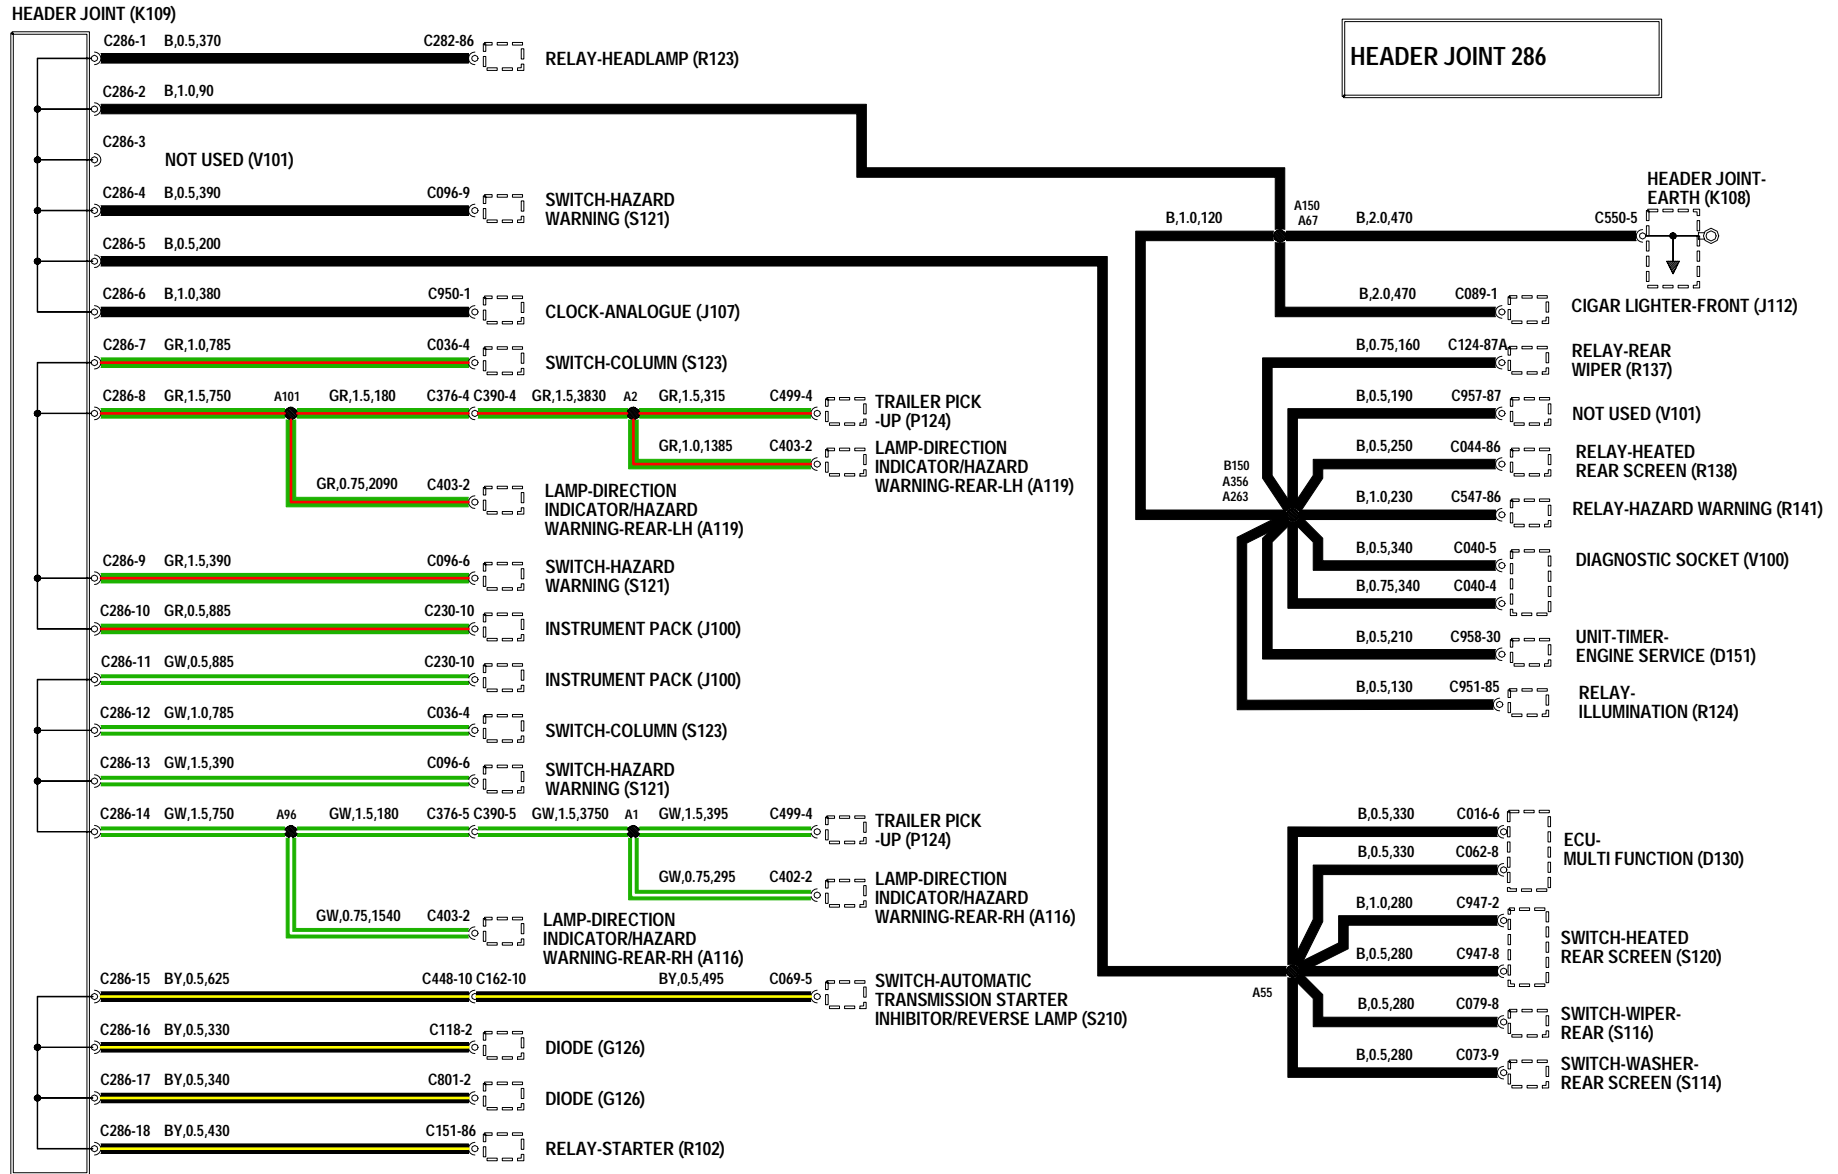 HEADER JOINT (K109)
HEADER JOINT 286
C286-1 B,0.5,370 C282-86
RELAY-HEADLAMP (R123)
C286-2 B,1.0,90
C286-3
NOT USED (V101)
C286-4 B,0.5,390 C096-9
SWITCH-HAZARD
WARNING (S121)
C286-5 B,0.5,200
C286-6 B,1.0,380 C950-1
CLOCK-ANALOGUE (J107)
C286-7 GR,1.0,785 C036-4
SWITCH-COLUMN (S123)
C286-8 GR,1.5,750 A101 GR,1.5,180 C376-4 C390-4 GR,1.5,3830 A2 GR,1.5,315 C499-4
TRAILER PICK
-UP (P124)
GR,1.0,1385 C403-2
LAMP-DIRECTION
INDICATOR/HAZARD
WARNING-REAR-LH (A119)
GR,0.75,2090 C403-2
LAMP-DIRECTION
INDICATOR/HAZARD
WARNING-REAR-LH (A119)
C286-9 GR,1.5,390 C096-6
SWITCH-HAZARD
WARNING (S121)
C286-10 GR,0.5,885 C230-10
INSTRUMENT PACK (J100)
C286-11 GW,0.5,885 C230-10
INSTRUMENT PACK (J100)
C286-12 GW,1.0,785 C036-4
SWITCH-COLUMN (S123)
C286-13 GW,1.5,390 C096-6
SWITCH-HAZARD
WARNING (S121)
C286-14 GW,1.5,750 A96 GW,1.5,180 C376-5 C390-5 GW,1.5,3750 A1 GW,1.5,395 C499-4
TRAILER PICK
-UP (P124)
GW,0.75,295 C402-2
LAMP-DIRECTION
INDICATOR/HAZARD
WARNING-REAR-RH (A116)
GW,0.75,1540 C403-2
LAMP-DIRECTION
INDICATOR/HAZARD
WARNING-REAR-RH (A116)
C286-15 BY,0.5,625 C448-10 C162-10 BY,0.5,495 C069-5
SWITCH-AUTOMATIC
TRANSMISSION STARTER
INHIBITOR/REVERSE LAMP (S210)
C286-16 BY,0.5,330 C118-2
DIODE (G126)
C286-17 BY,0.5,340 C801-2
DIODE (G126)
C286-18 BY,0.5,430 C151-86
RELAY-STARTER (R102)
HEADER JOINT-
EARTH (K108)
B,1.0,120
A150
A67
B,2.0,470 C550-5
B,2.0,470 C089-1
CIGAR LIGHTER-FRONT (J112)
B,0.75,160 C124-87A
RELAY-REAR
WIPER (R137)
B,0.5,190 C957-87
NOT USED (V101)
B,0.5,250 C044-86
RELAY-HEATED
REAR SCREEN (R138)
B150
A356
A263
B,1.0,230 C547-86
RELAY-HAZARD WARNING (R141)
B,0.5,340 C040-5
DIAGNOSTIC SOCKET (V100)
B,0.75,340 C040-4
B,0.5,210 C958-30
UNIT-TIMER-
ENGINE SERVICE (D151)
B,0.5,130 C951-85
RELAY-
ILLUMINATION (R124)
B,0.5,330 C016-6
ECU-
MULTI FUNCTION (D130)
B,0.5,330 C062-8
B,1.0,280 C947-2
SWITCH-HEATED
REAR SCREEN (S120)
B,0.5,280 C947-8
A55
B,0.5,280 C079-8
SWITCH-WIPER-
REAR (S116)
B,0.5,280 C073-9
SWITCH-WASHER-
REAR SCREEN (S114)